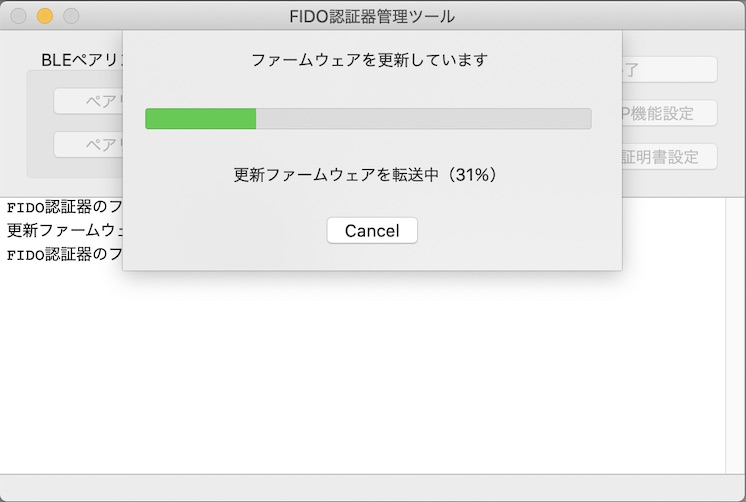 FIDO認証器管理ツール
ファームウェアを更新しています
更新ファームウェアを転送中（31%）
Cancel
BLEペアリン
ペアリ
ペアリ
了
P機能設定
証明書設定
FIDO認証器のフ
更新ファームウェ
FIDO認証器のフ